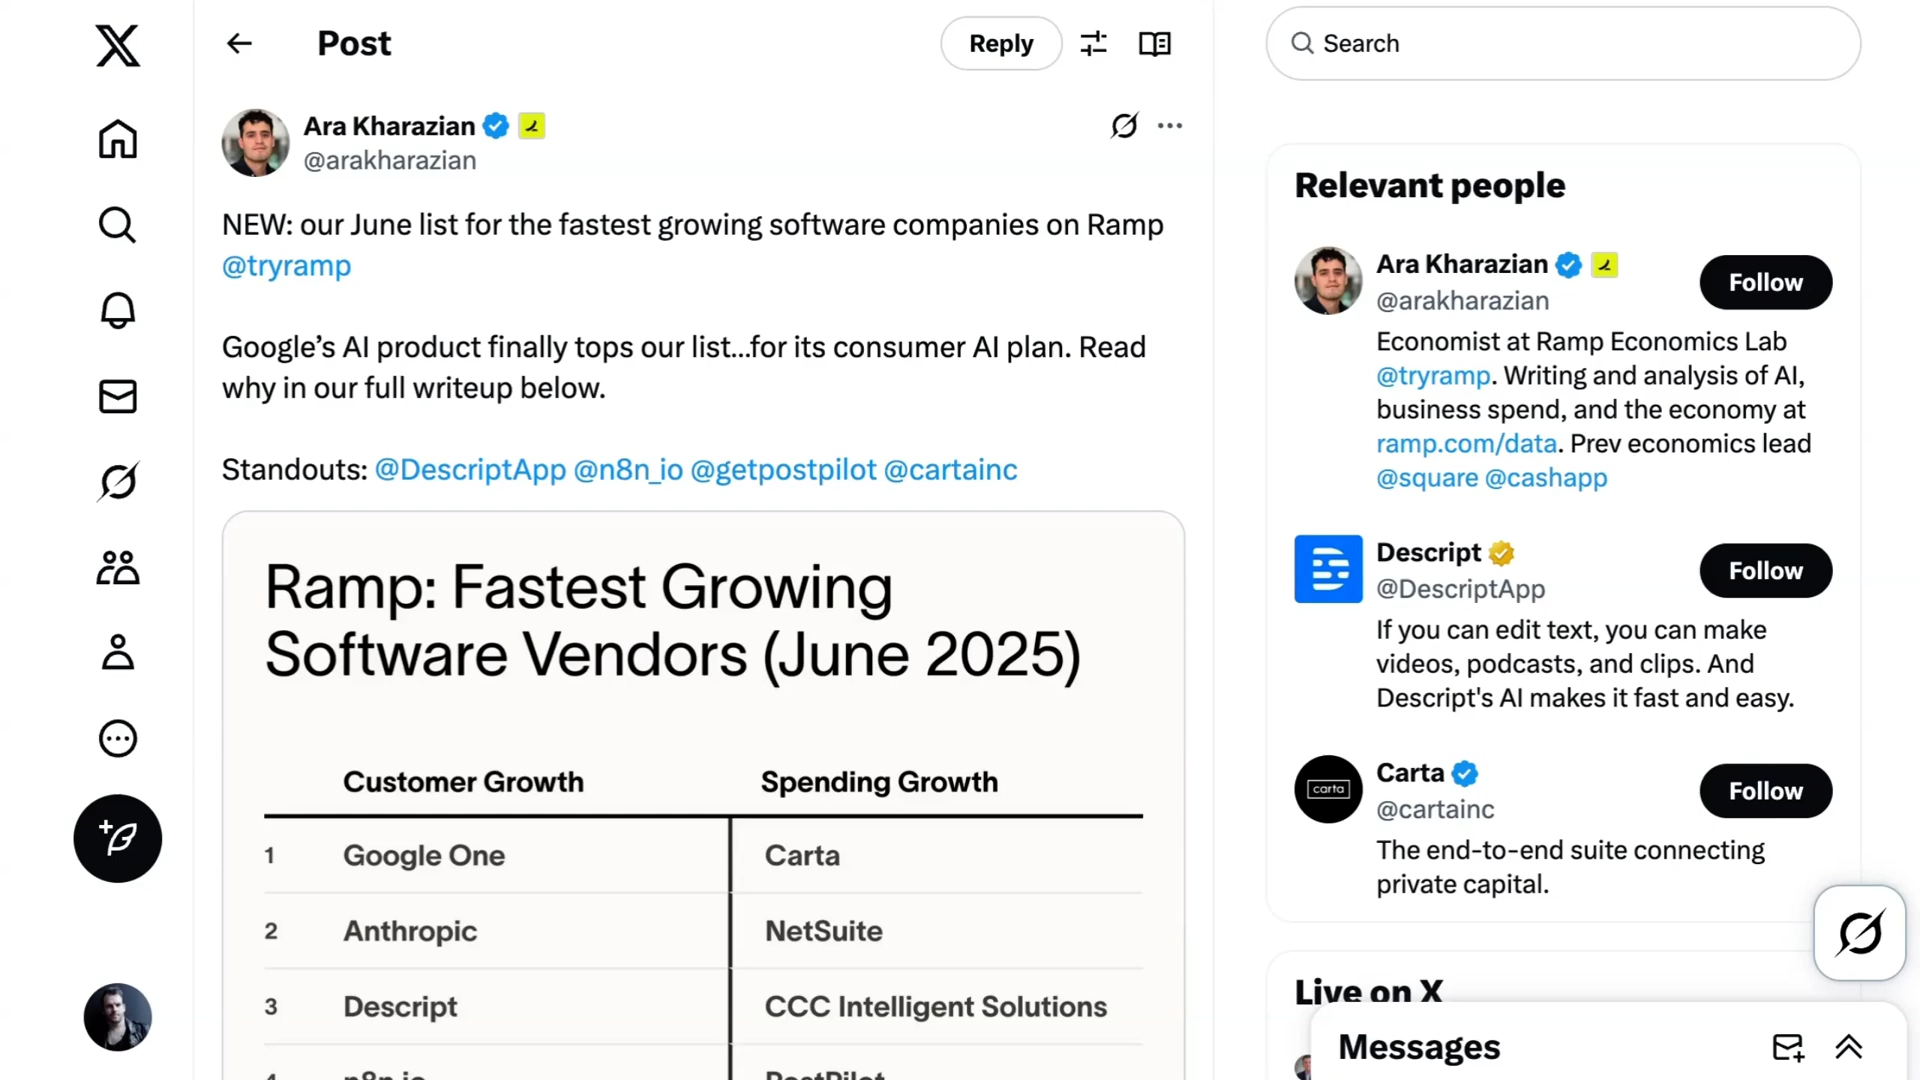 Post
Reply
Search
Ara Kharazian
@arakharazian
NEW: our June list for the fastest growing software companies on Ramp
@tryramp
Google’s AI product finally tops our list...for its consumer AI plan. Read
why in our full writeup below.
Standouts: @DescriptApp @n8n_io @getpostpilot @cartainc
Ramp: Fastest Growing
Software Vendors (June 2025)
Customer Growth Spending Growth
1 Google One Carta
2 Anthropic NetSuite
3 Descript CCC Intelligent Solutions
4 n8n.io PostPilot
Relevant people
Ara Kharazian
@arakharazian
Follow
Economist at Ramp Economics Lab
@tryramp. Writing and analysis of AI,
business spend, and the economy at
ramp.com/data. Prev economics lead
@square @cashapp
Descript
@DescriptApp
Follow
If you can edit text, you can make
videos, podcasts, and clips. And
Descript's AI makes it fast and easy.
carta
Carta
@cartainc
Follow
The end-to-end suite connecting
private capital.
Live on X
Messages